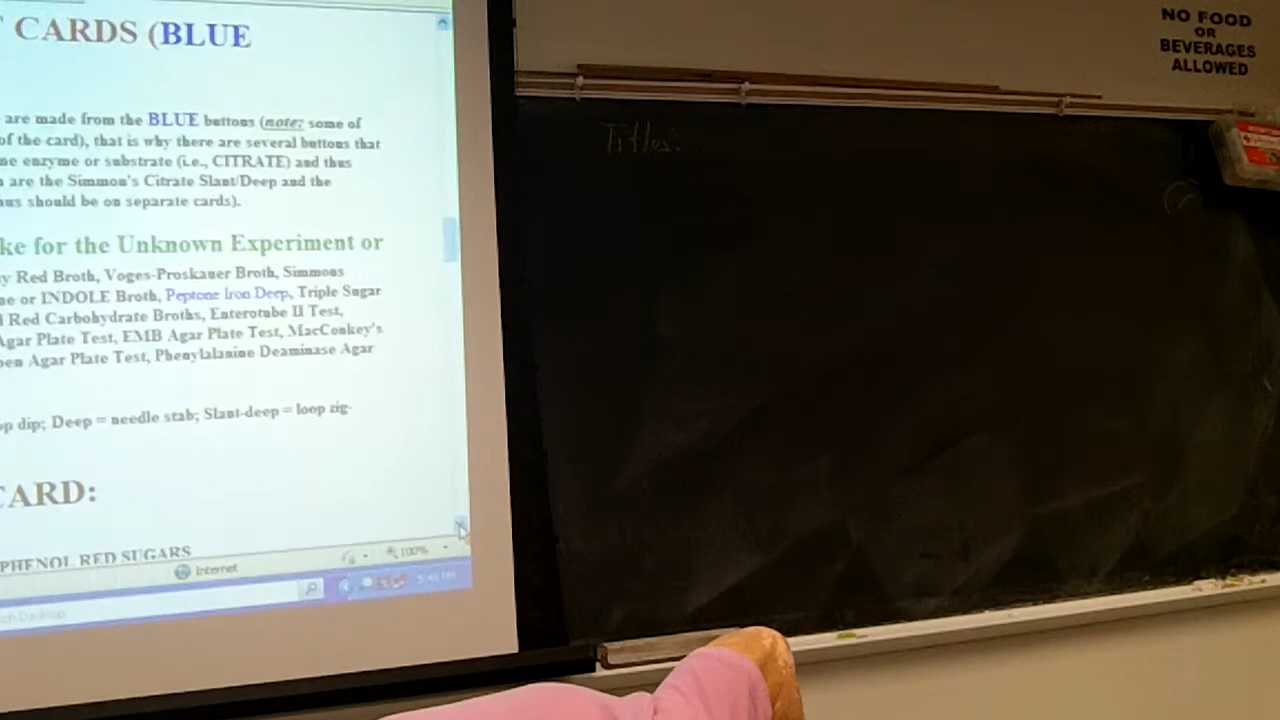 CARDS (BLUE
are made from the BLUE buttons (note: some of
of the card), that is why there are several buttons that
ne enzyme or substrate (i.e., CITRATE) and thus
are the Simmon's Citrate Slant/Deep and the
us should be on separate cards).
ke for the Unknown Experiment or
y Red Broth, Voges-Proskauer Broth, Simmons
ne or INDOLE Broth, Peptone Iron Deep, Triple Sugar
l Red Carbohydrate Broths, Enterotube II Test,
Agar Plate Test, EMB Agar Plate Test, MacConkey's
en Agar Plate Test, Phenylalanine Deaminase Agar
op dip; Deep = needle stab; Slant-deep = loop zig-
CARD:
PHENOL RED SUGARS
Internet
100%
ch Desktop
Titles:
NO FOOD
OR
BEVERAGES
ALLOWED